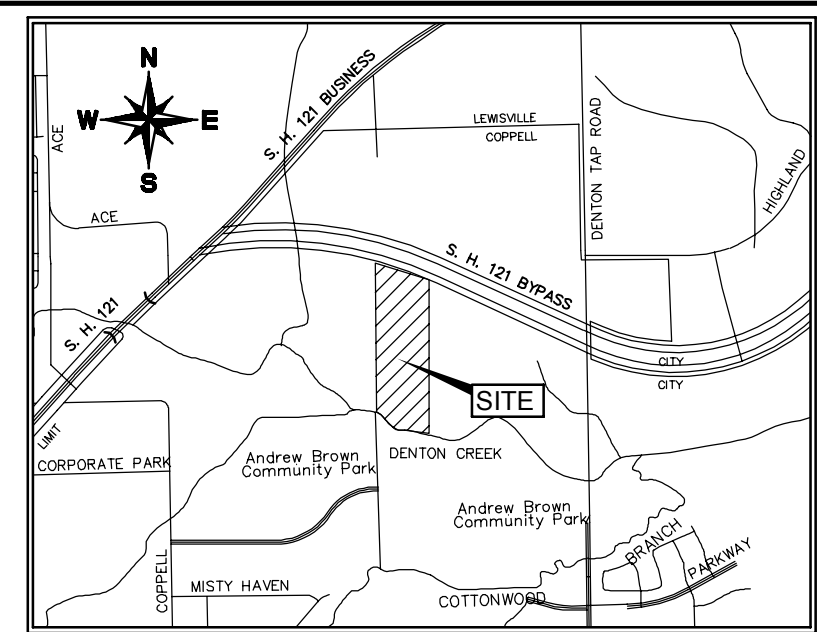 N
W E
S
ACE
ACE
S. H. 121 BUSINESS
LEWISVILLE
COPPELL
DENTON TAP ROAD
HIGHLAND
S. H. 121 BYPASS
S. H. 121
CITY
CITY
SITE
LIMIT
CORPORATE PARK
Andrew Brown
Community Park
DENTON CREEK
Andrew Brown
Community Park
BRANCH
PARKWAY
COPPELL
MISTY HAVEN
COTTONWOOD